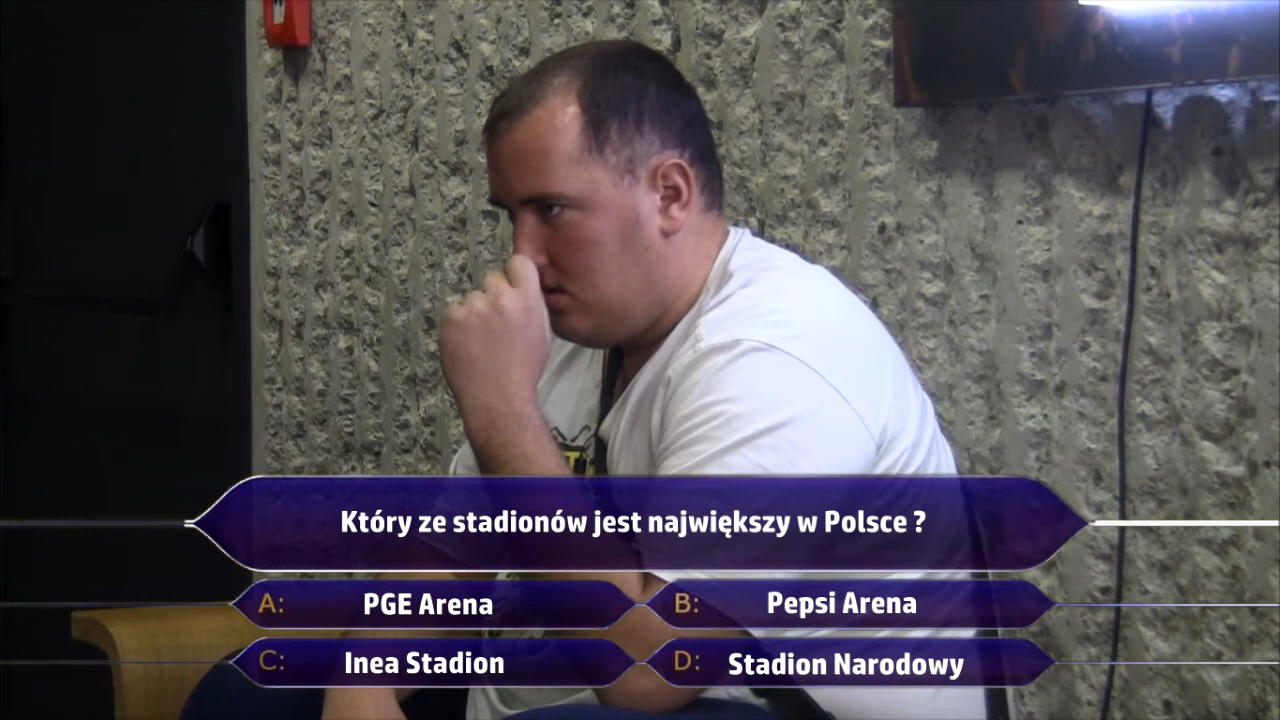 Który ze stadionów jest największy w Polsce ?
A: PGE Arena
B: Pepsi Arena
C: Inea Stadion
D: Stadion Narodowy